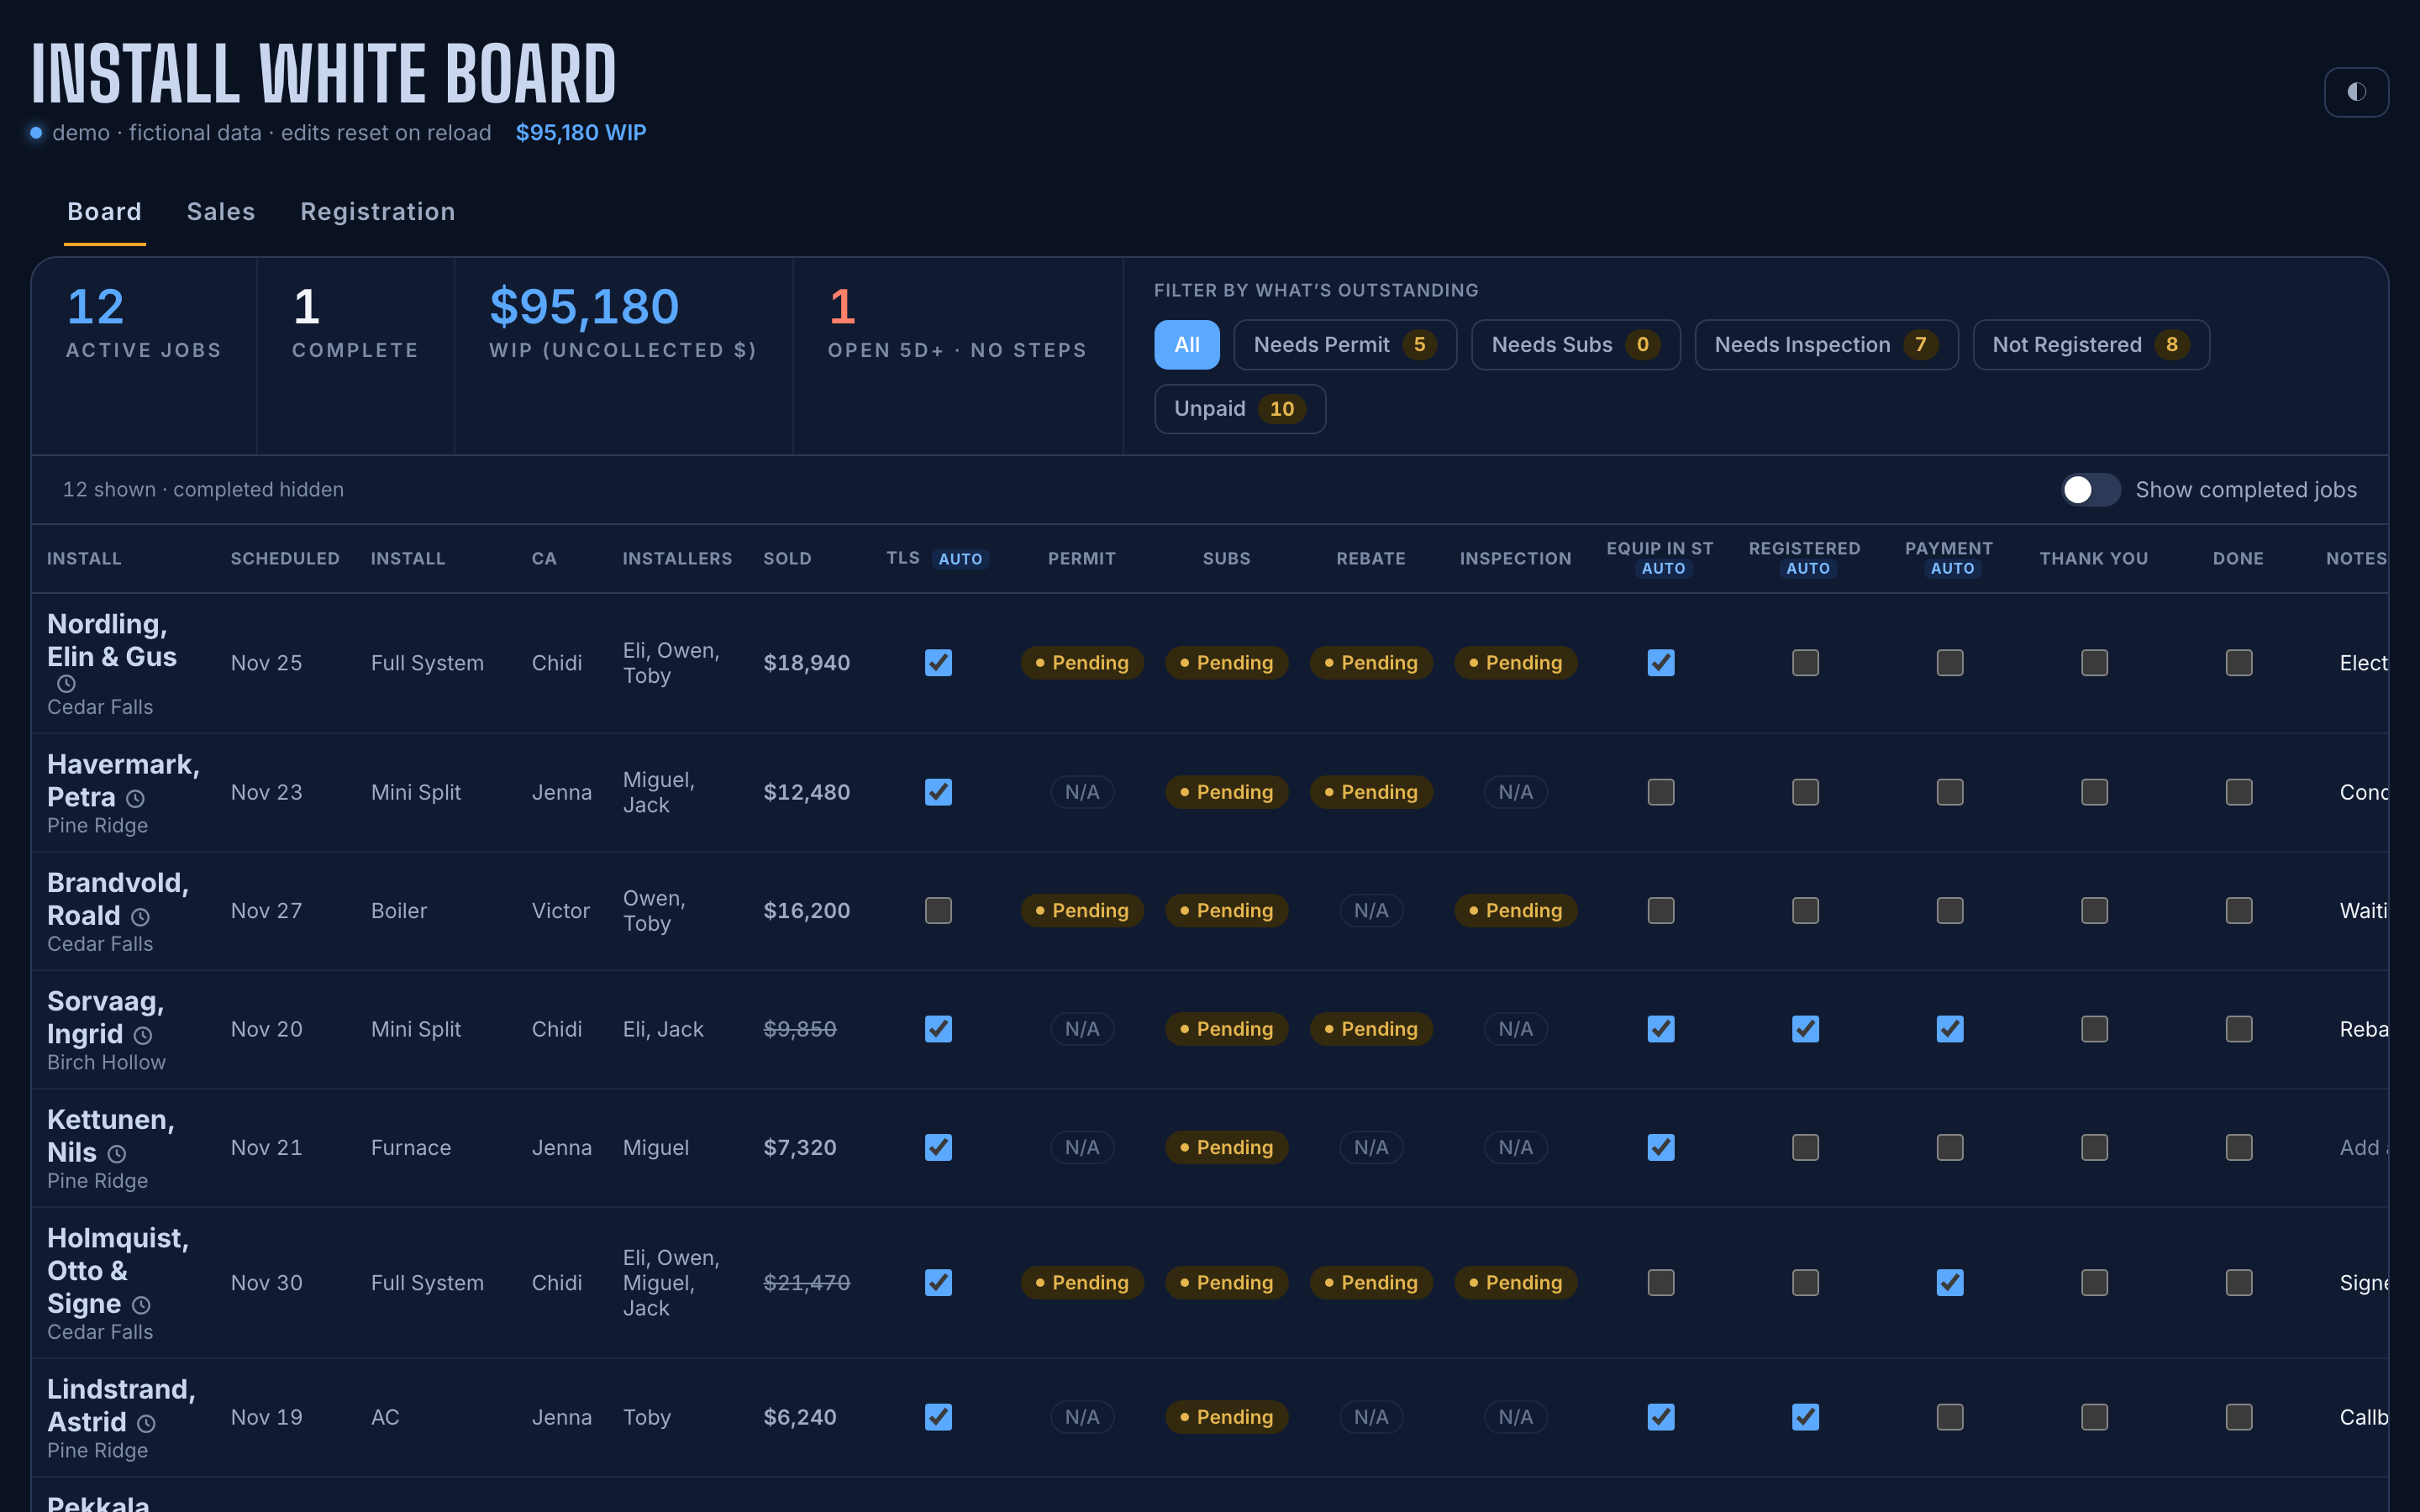 INSTALL WHITE BOARD
demo · fictional data · edits reset on reload $95,180 WIP
Board Sales Registration
12
ACTIVE JOBS
1
COMPLETE
$95,180
WIP (UNCOLLECTED $)
1
OPEN 5D+ · NO STEPS
FILTER BY WHAT’S OUTSTANDING
All Needs Permit 5 Needs Subs 0 Needs Inspection 7 Not Registered 8
Unpaid 10
12 shown · completed hidden
Show completed jobs
INSTALL SCHEDULED INSTALL CA INSTALLERS SOLD TLS AUTO PERMIT SUBS REBATE INSPECTION EQUIP IN ST AUTO REGISTERED AUTO PAYMENT AUTO THANK YOU DONE NOTES
Nordling,
Elin & Gus
Cedar Falls
Nov 25 Full System Chidi
Eli, Owen,
Toby
$18,940 Pending Pending Pending Pending Elect
Havermark,
Petra
Pine Ridge
Nov 23 Mini Split Jenna
Miguel,
Jack
$12,480 N/A Pending Pending N/A Conc
Brandvold,
Roald
Cedar Falls
Nov 27 Boiler Victor
Owen,
Toby
$16,200 Pending Pending N/A Pending Waiti
Sorvaag,
Ingrid
Birch Hollow
Nov 20 Mini Split Chidi Eli, Jack $9,850 N/A Pending Pending N/A Reba
Kettunen,
Nils
Pine Ridge
Nov 21 Furnace Jenna Miguel $7,320 N/A Pending N/A N/A Add
Holmquist,
Otto &
Signe
Cedar Falls
Nov 30 Full System Chidi
Eli, Owen,
Miguel,
Jack
$21,470 Pending Pending Pending Pending Signe
Lindstrand,
Astrid
Pine Ridge
Nov 19 AC Jenna Toby $6,240 N/A Pending N/A N/A Callb
Pekkala